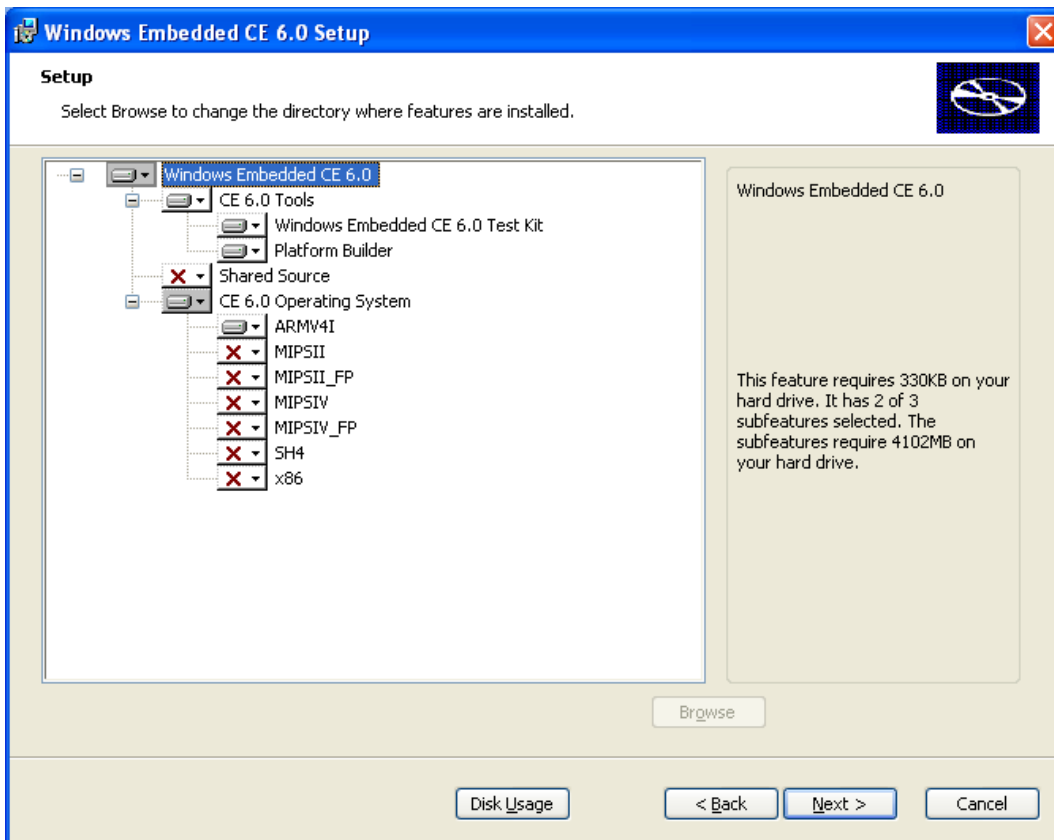 Windows Embedded CE 6.0 Setup
Setup
Select Browse to change the directory where features are installed.
Windows Embedded CE 6.0
CE 6.0 Tools
Windows Embedded CE 6.0 Test Kit
Platform Builder
Shared Source
CE 6.0 Operating System
ARMV4I
MIPSII
MIPSII_FP
MIPSIV
MIPSIV_FP
SH4
x86
Windows Embedded CE 6.0
This feature requires 330KB on your
hard drive. It has 2 of 3
subfeatures selected. The
subfeatures require 4102MB on
your hard drive.
Browse
Disk Usage
< Back
Next >
Cancel